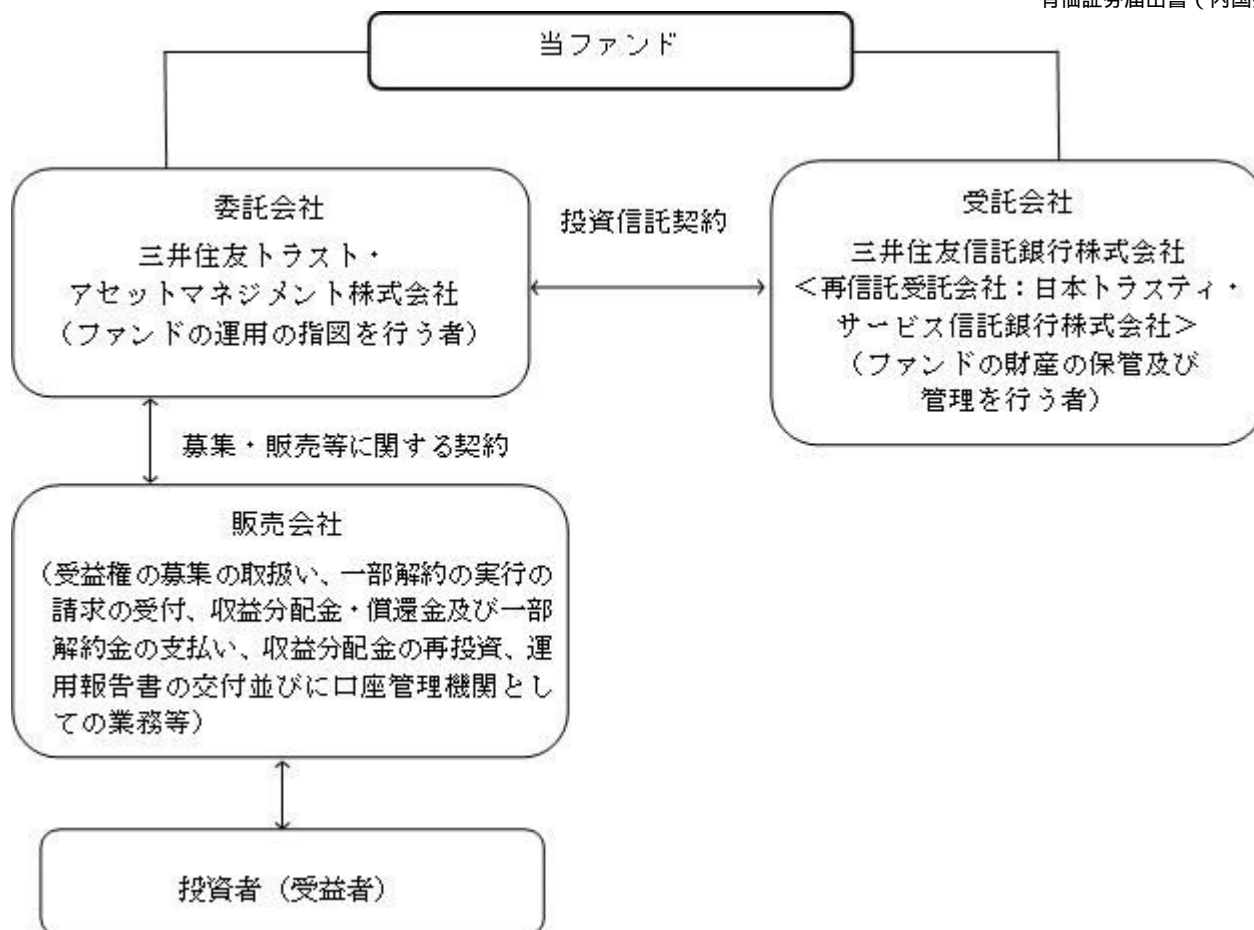 有価証券届出書(内国
当ファンド
委託会社
三井住友トラスト・
アセットマネジメント株式会社
(ファンドの運用の指図を行う者)
投資信託契約
受託会社
三井住友信託銀行株式会社
<再信託受託会社:日本トラスティ・
サービス信託銀行株式会社>
(ファンドの財産の保管及び
管理を行う者)
募集・販売等に関する契約
販売会社
(受益権の募集の取扱い、一部解約の実行の
請求の受付、収益分配金・償還金及び一部
解約金の支払い、収益分配金の再投資、運
用報告書の交付並びに口座管理機関とし
ての業務等)
投資者(受益者)